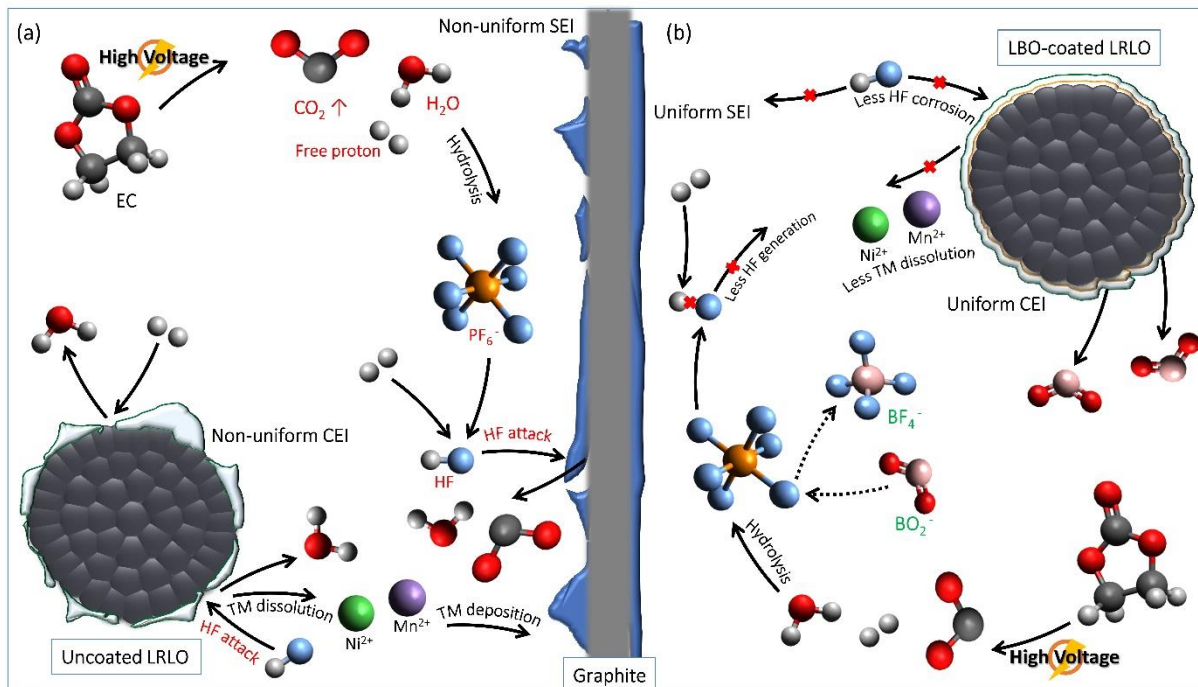 (a)
Non-uniform SEI
High Voltage
CO₂ ↑
H₂O
Free proton
EC
Hydrolysis
PF₆⁻
Non-uniform CEI
HF attack
HF
TM dissolution
Ni²⁺
Mn²⁺
TM deposition
HF attack
Uncoated LRLO
Graphite
(b)
LBO-coated LRLO
Uniform SEI
Less HF corrosion
Ni²⁺
Mn²⁺
Less TM dissolution
Less HF generation
Uniform CEI
BF₄⁻
BO₂⁻
Hydrolysis
High Voltage